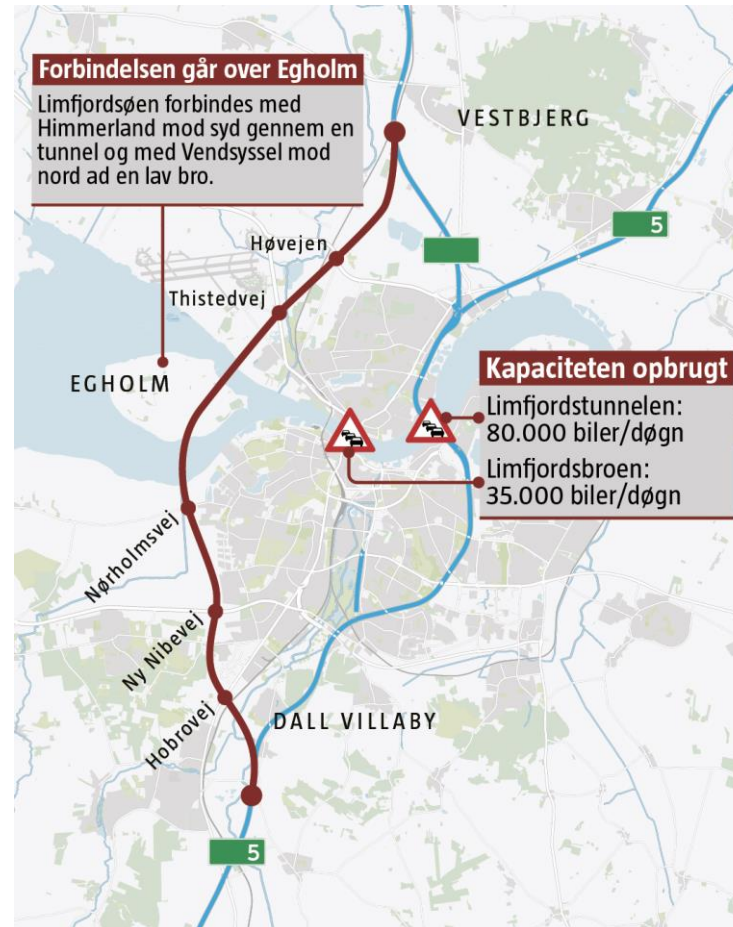 Forbindelsen går over Egholm
Limfjordsøen forbindes med
Himmerland mod syd gennem en
tunnel og med Vendsyssel mod
nord ad en lav bro.
VESTBJERG
5
Høvejen
Thistedvej
EGHOLM
Kapaciteten opbrugt
Limfjordstunnelen:
80.000 biler/døgn
Limfjordsbroen:
35.000 biler/døgn
Nørholmsvej
Ny Nibevej
Hobrovej
DALL VILLABY
5